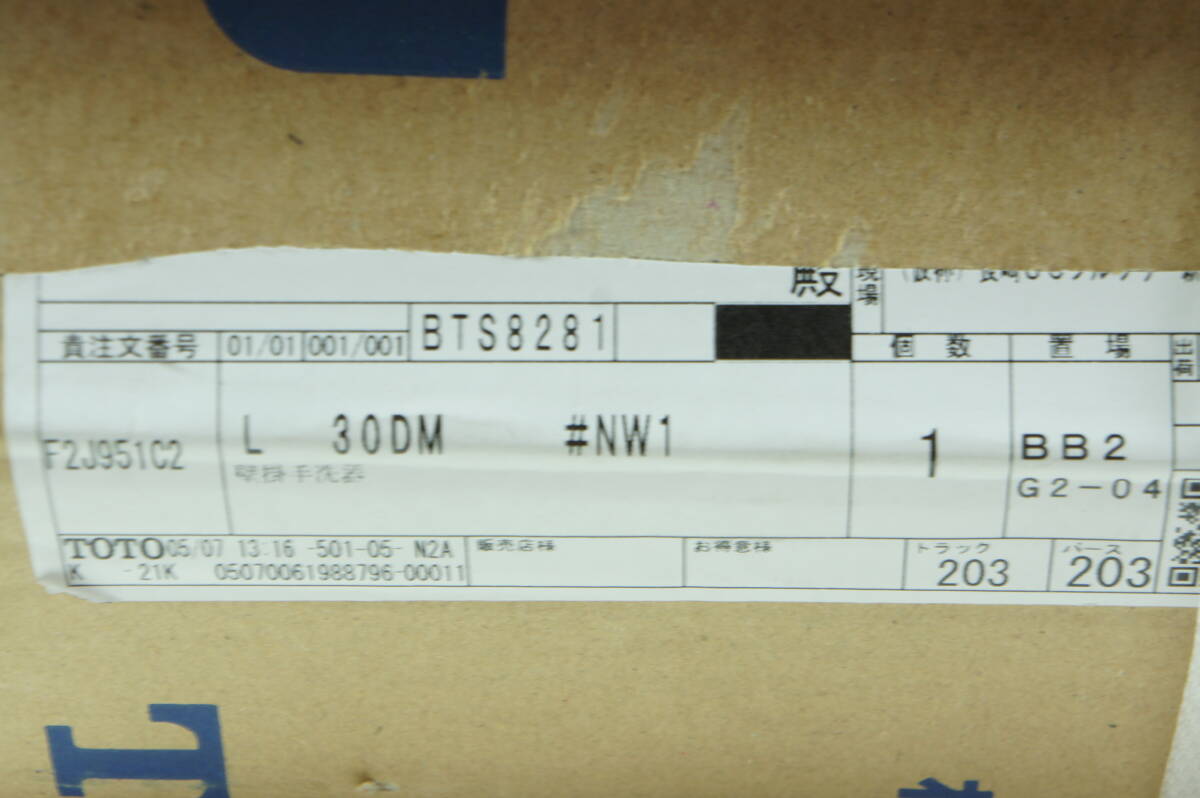 殿
現場
貴注文番号 01/01 001/001 BTS8281 個数 置場 出荷
F2J951C2 L 30DM #NW1 1 BB2
壁掛手洗器 G2-04
TOTO 05/07 13:16 -501-05- N2A 販売店様 お得意様 トラック バース
K -21K 05070061988796-00011 203 203
T